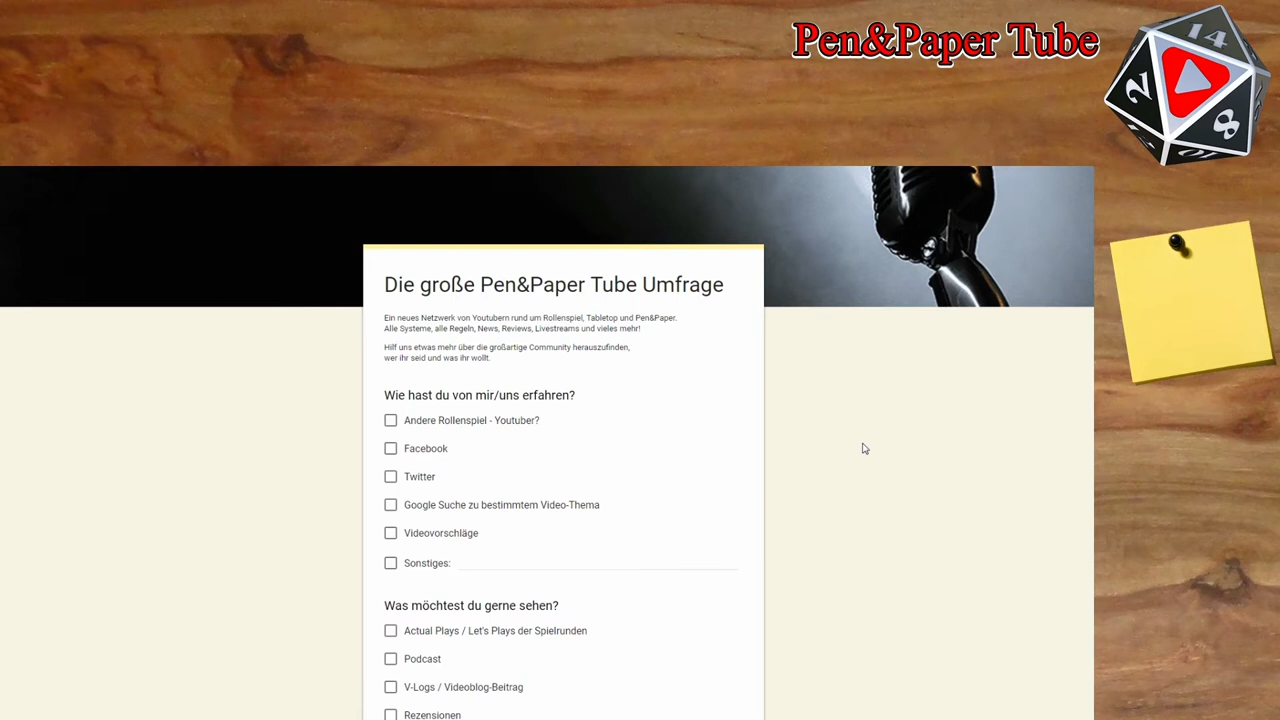 Pen&Paper Tube
14
2
8
10
Die große Pen&Paper Tube Umfrage
Ein neues Netzwerk von Youtubern rund um Rollenspiel, Tabletop und Pen&Paper.
Alle Systeme, alle Regeln, News, Reviews, Livestreams und vieles mehr!
Hilf uns etwas mehr über die großartige Community herauszufinden,
wer ihr seid und was ihr wollt.
Wie hast du von mir/uns erfahren?
Andere Rollenspiel - Youtuber?
Facebook
Twitter
Google Suche zu bestimmtem Video-Thema
Videovorschläge
Sonstiges:
Was möchtest du gerne sehen?
Actual Plays / Let's Plays der Spielrunden
Podcast
V-Logs / Videoblog-Beitrag
Rezensionen